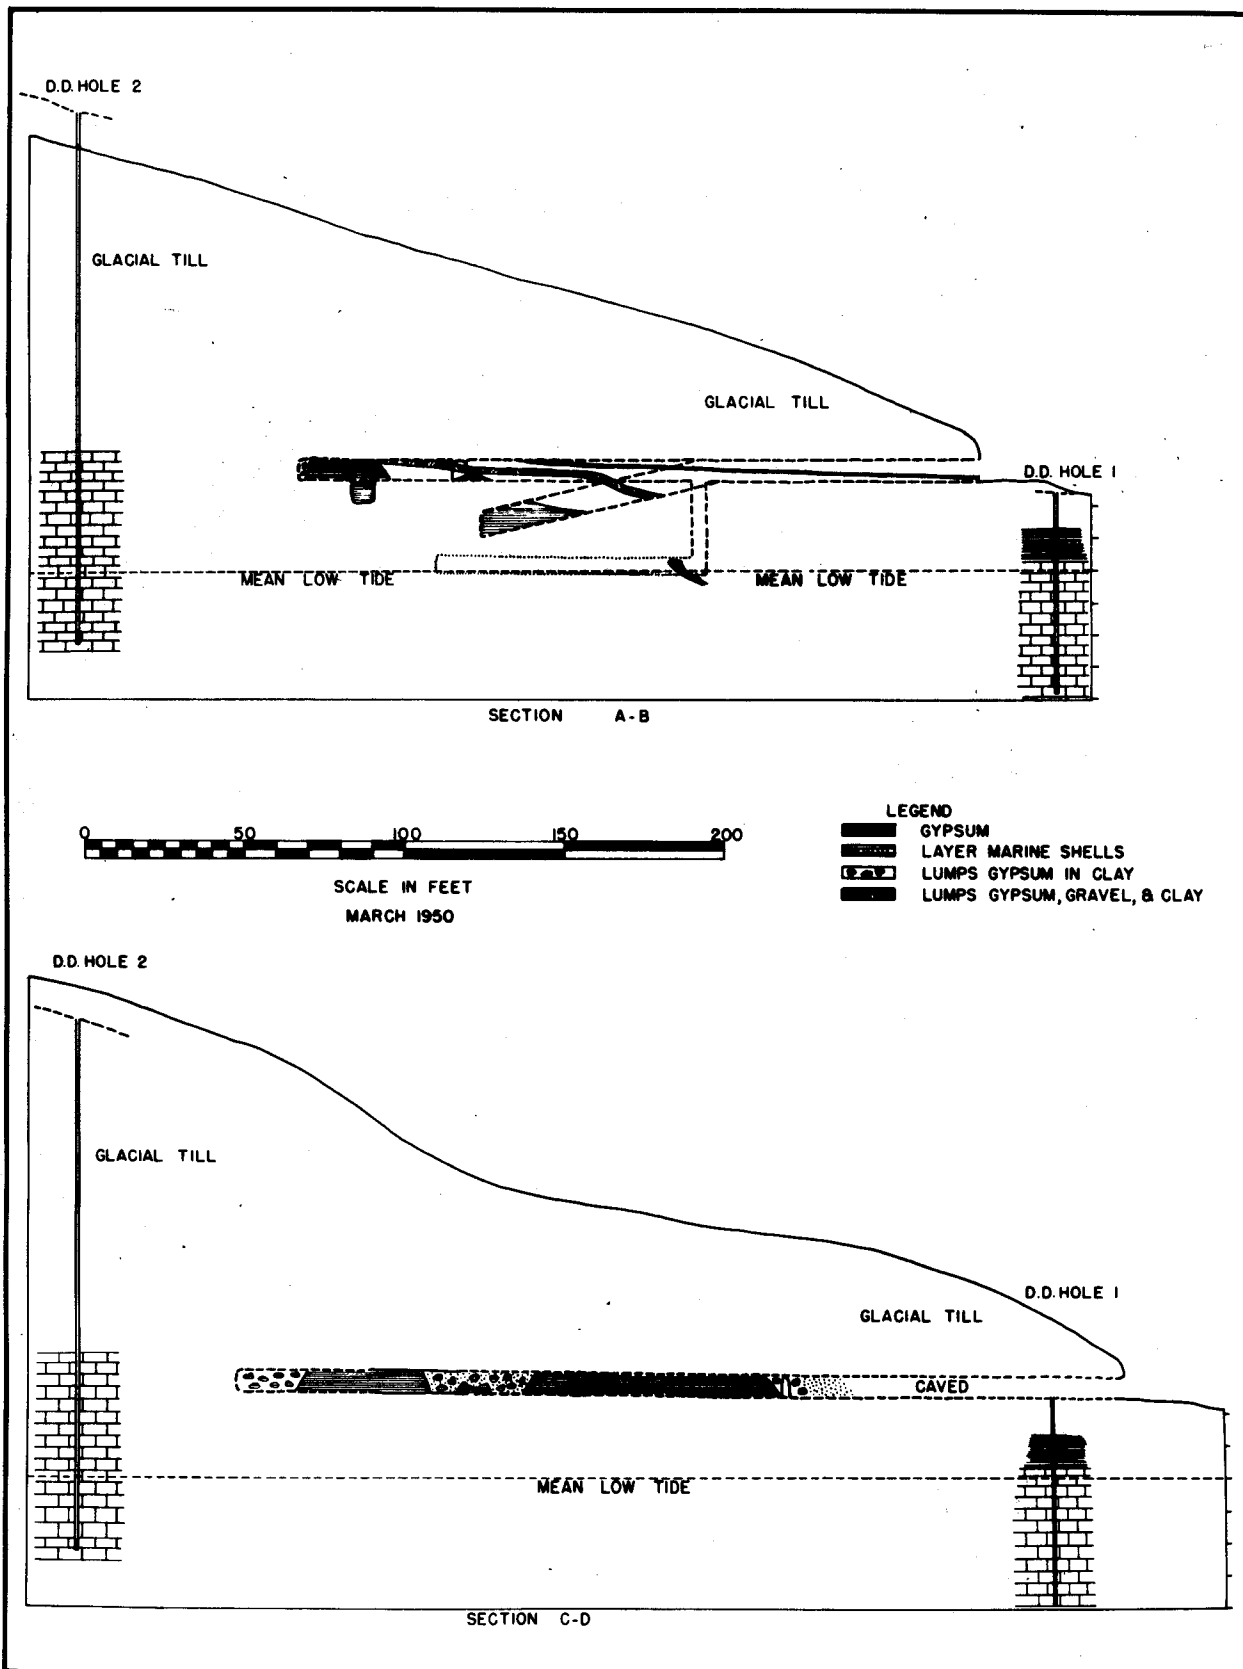 D.D. HOLE 2
GLACIAL TILL
GLACIAL TILL
D.D. HOLE 1
MEAN LOW TIDE
MEAN LOW TIDE
SECTION A-B
0 50 100 150 200
SCALE IN FEET
MARCH 1950
LEGEND
GYPSUM
LAYER MARINE SHELLS
LUMPS GYPSUM IN CLAY
LUMPS GYPSUM, GRAVEL, & CLAY
D.D. HOLE 2
GLACIAL TILL
D.D. HOLE 1
GLACIAL TILL
CAVED
MEAN LOW TIDE
SECTION C-D